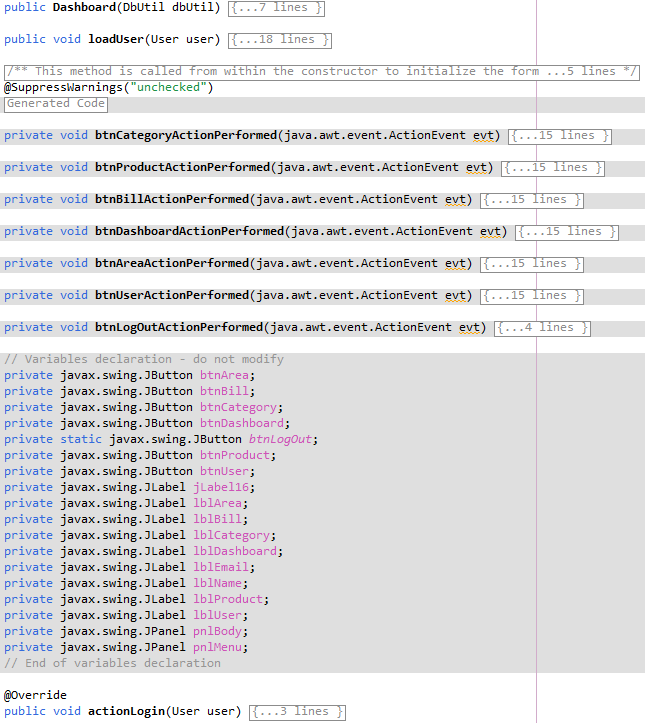 public Dashboard(DbUtil dbUtil) {...7 lines }
public void loadUser(User user) {...18 lines }
/** This method is called from within the constructor to initialize the form ...5 lines */
@SuppressWarnings("unchecked")
Generated Code
private void btnCategoryActionPerformed(java.awt.event.ActionEvent evt) {...15 lines }
private void btnProductActionPerformed(java.awt.event.ActionEvent evt) {...15 lines }
private void btnBillActionPerformed(java.awt.event.ActionEvent evt) {...15 lines }
private void btnDashboardActionPerformed(java.awt.event.ActionEvent evt) {...15 lines }
private void btnAreaActionPerformed(java.awt.event.ActionEvent evt) {...15 lines }
private void btnUserActionPerformed(java.awt.event.ActionEvent evt) {...15 lines }
private void btnLogOutActionPerformed(java.awt.event.ActionEvent evt) {...4 lines }
// Variables declaration - do not modify
private javax.swing.JButton btnArea;
private javax.swing.JButton btnBill;
private javax.swing.JButton btnCategory;
private javax.swing.JButton btnDashboard;
private static javax.swing.JButton btnLogOut;
private javax.swing.JButton btnProduct;
private javax.swing.JButton btnUser;
private javax.swing.JLabel jLabel16;
private javax.swing.JLabel lblArea;
private javax.swing.JLabel lblBill;
private javax.swing.JLabel lblCategory;
private javax.swing.JLabel lblDashboard;
private javax.swing.JLabel lblEmail;
private javax.swing.JLabel lblName;
private javax.swing.JLabel lblProduct;
private javax.swing.JLabel lblUser;
private javax.swing.JPanel pnlBody;
private javax.swing.JPanel pnlMenu;
// End of variables declaration
@Override
public void actionLogin(User user) {...3 lines }